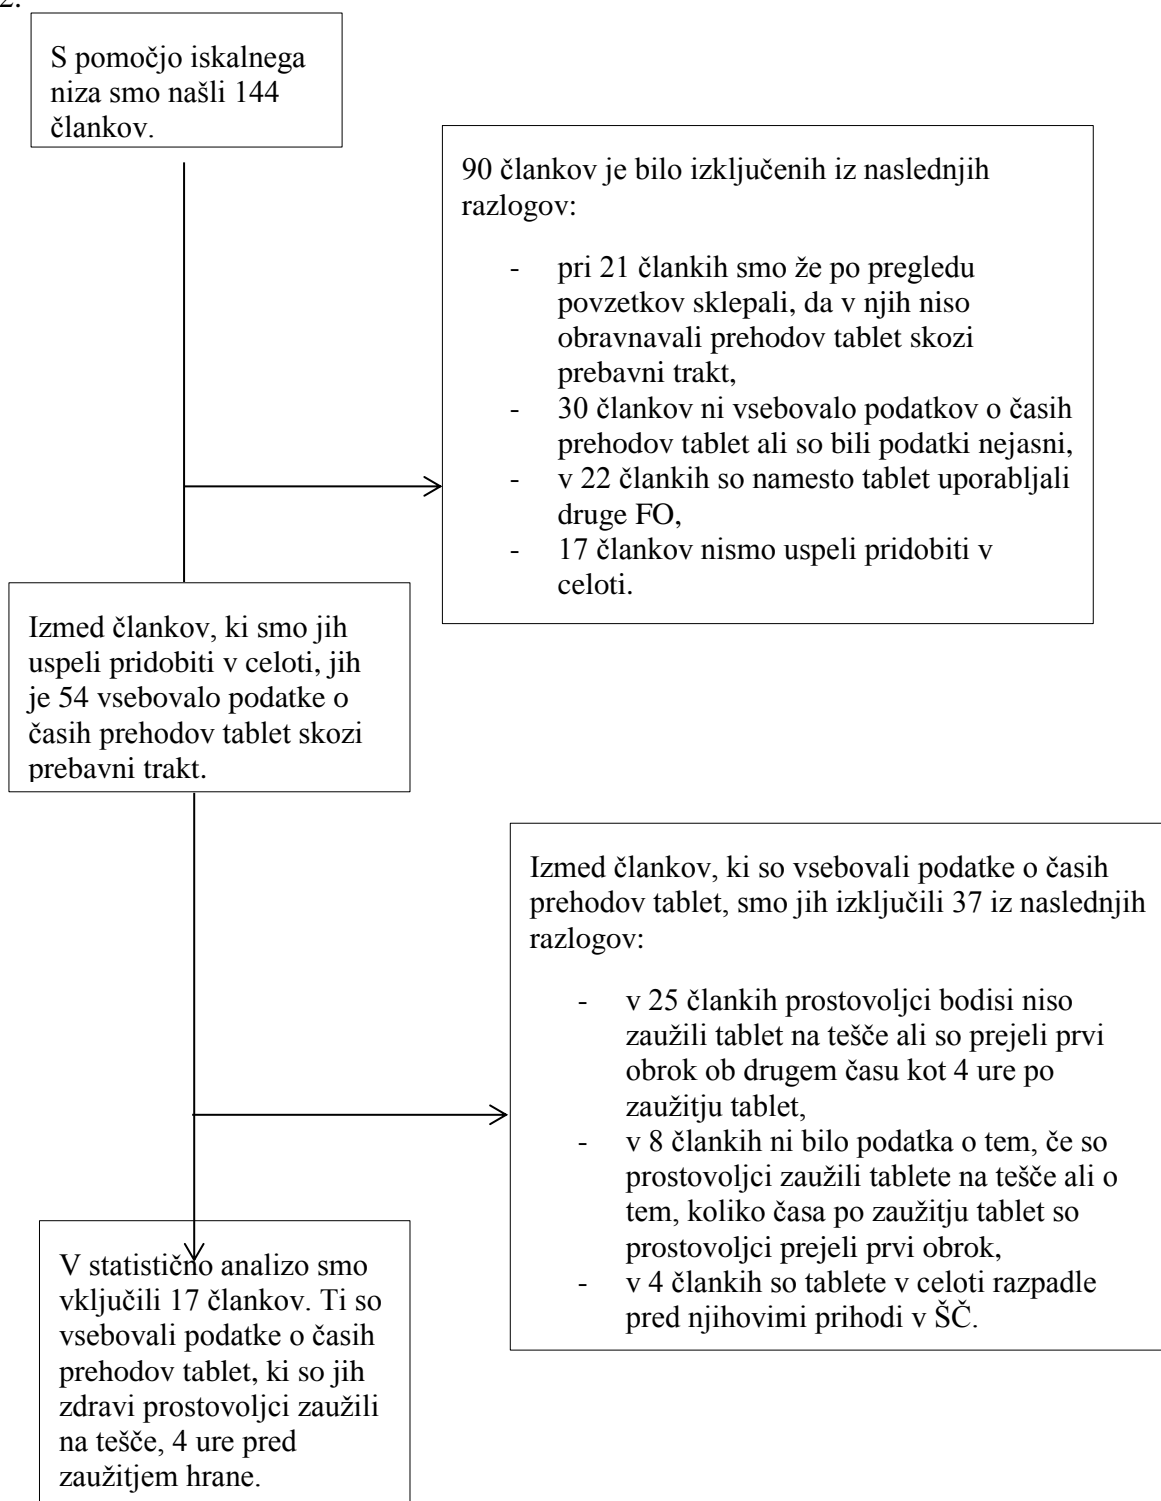 2.
S pomočjo iskalnega
niza smo našli 144
člankov.
90 člankov je bilo izključenih iz naslednjih
razlogov:
- pri 21 člankih smo že po pregledu
povzetkov sklepali, da v njih niso
obravnavali prehodov tablet skozi
prebavni trakt,
- 30 člankov ni vsebovalo podatkov o časih
prehodov tablet ali so bili podatki nejasni,
- v 22 člankih so namesto tablet uporabljali
druge FO,
- 17 člankov nismo uspeli pridobiti v
celoti.
Izmed člankov, ki smo jih
uspeli pridobiti v celoti, jih
je 54 vsebovalo podatke o
časih prehodov tablet skozi
prebavni trakt.
Izmed člankov, ki so vsebovali podatke o časih
prehodov tablet, smo jih izključili 37 iz naslednjih
razlogov:
- v 25 člankih prostovoljci bodisi niso
zaužili tablet na tešče ali so prejeli prvi
obrok ob drugem času kot 4 ure po
zaužitju tablet,
- v 8 člankih ni bilo podatka o tem, če so
prostovoljci zaužili tablete na tešče ali o
tem, koliko časa po zaužitju tablet so
prostovoljci prejeli prvi obrok,
- v 4 člankih so tablete v celoti razpadle
pred njihovimi prihodi v ŠČ.
V statistično analizo smo
vključili 17 člankov. Ti so
vsebovali podatke o časih
prehodov tablet, ki so jih
zdravi prostovoljci zaužili
na tešče, 4 ure pred
zaužitjem hrane.